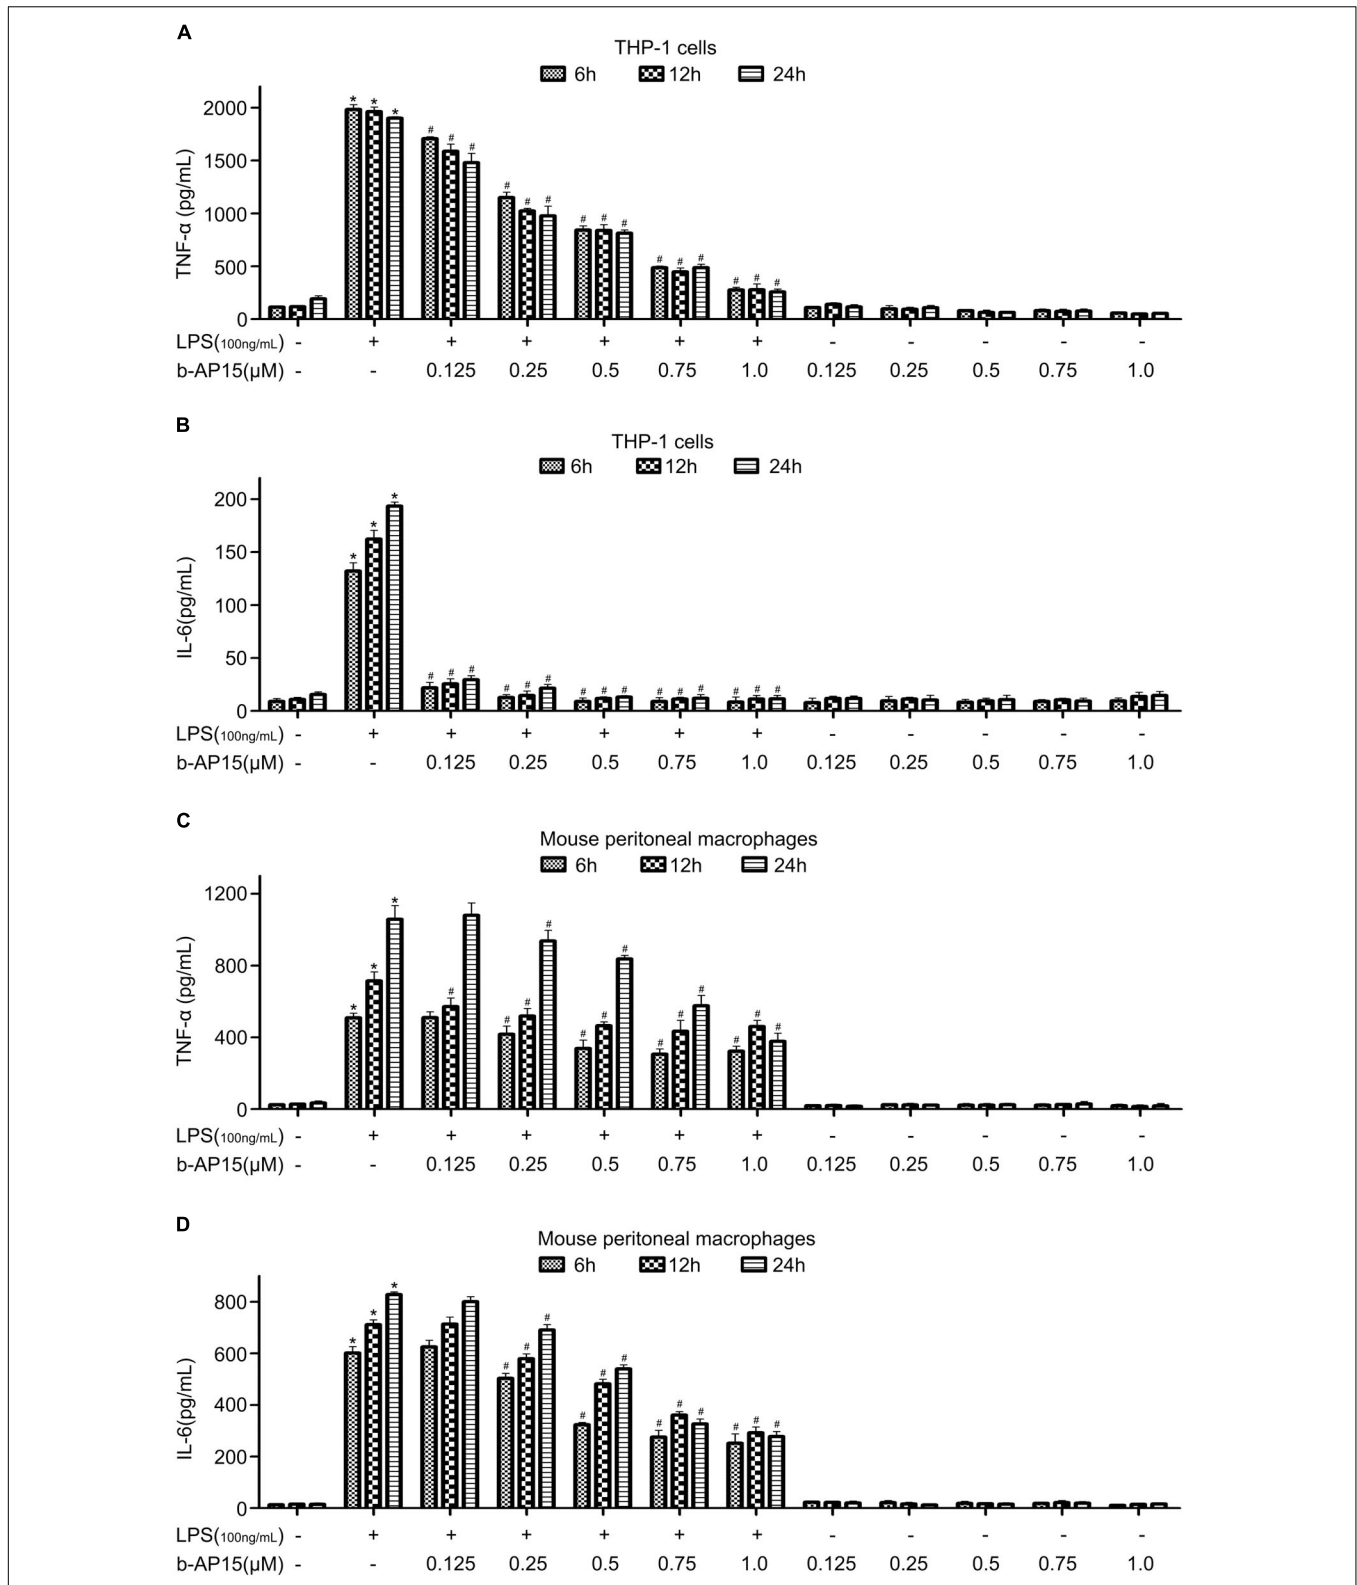 A
THP-1 cells
6h 12h 24h
TNF-α (pg/mL)
2000
1500
1000
500
0
* * * # # # # # # # # # # # # # # #
LPS(100ng/mL) - + + + + + + - - - - -
b-AP15(μM) - - 0.125 0.25 0.5 0.75 1.0 0.125 0.25 0.5 0.75 1.0
B
THP-1 cells
6h 12h 24h
IL-6(pg/mL)
200
150
100
50
0
* * * # # # # # # # # # # # # # # #
LPS(100ng/mL) - + + + + + + - - - - -
b-AP15(μM) - - 0.125 0.25 0.5 0.75 1.0 0.125 0.25 0.5 0.75 1.0
C
Mouse peritoneal macrophages
6h 12h 24h
TNF-α (pg/mL)
1200
800
400
0
* * * # # # # # # # # # # # # #
LPS(100ng/mL) - + + + + + + - - - - -
b-AP15(μM) - - 0.125 0.25 0.5 0.75 1.0 0.125 0.25 0.5 0.75 1.0
D
Mouse peritoneal macrophages
6h 12h 24h
IL-6(pg/mL)
800
600
400
200
0
* * * # # # # # # # # # # # #
LPS(100ng/mL) - + + + + + + - - - - -
b-AP15(μM) - - 0.125 0.25 0.5 0.75 1.0 0.125 0.25 0.5 0.75 1.0